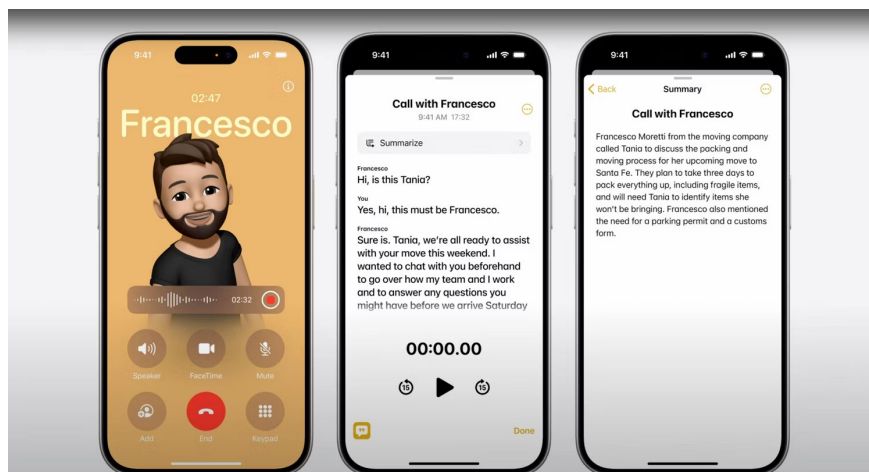 9:41
02:47
Francesco
02:32
Speaker
FaceTime
Mute
Add
End
Keypad
9:41
Call with Francesco
9:41 AM 17:32
Summarize
Francesco
Hi, is this Tania?
You
Yes, hi, this must be Francesco.
Francesco
Sure is. Tania, we're all ready to assist
with your move this weekend. I
wanted to chat with you beforehand
to go over how my team and I work
and to answer any questions you
might have before we arrive Saturday
00:00.00
15
15
Done
9:41
Back
Summary
Call with Francesco
Francesco Moretti from the moving company
called Tania to discuss the packing and
moving process for her upcoming move to
Santa Fe. They plan to take three days to
pack everything up, including fragile items,
and will need Tania to identify items she
won't be bringing. Francesco also mentioned
the need for a parking permit and a customs
form.